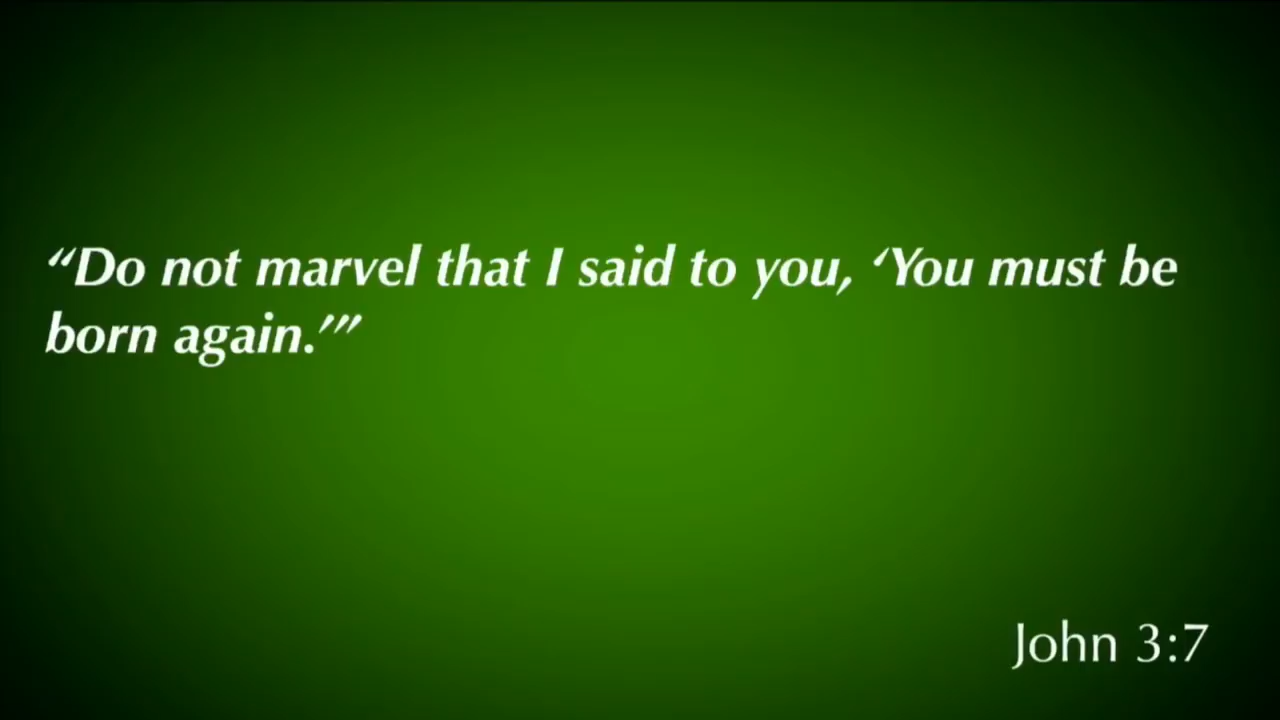 “Do not marvel that I said to you, ‘You must be
born again.’”
John 3:7